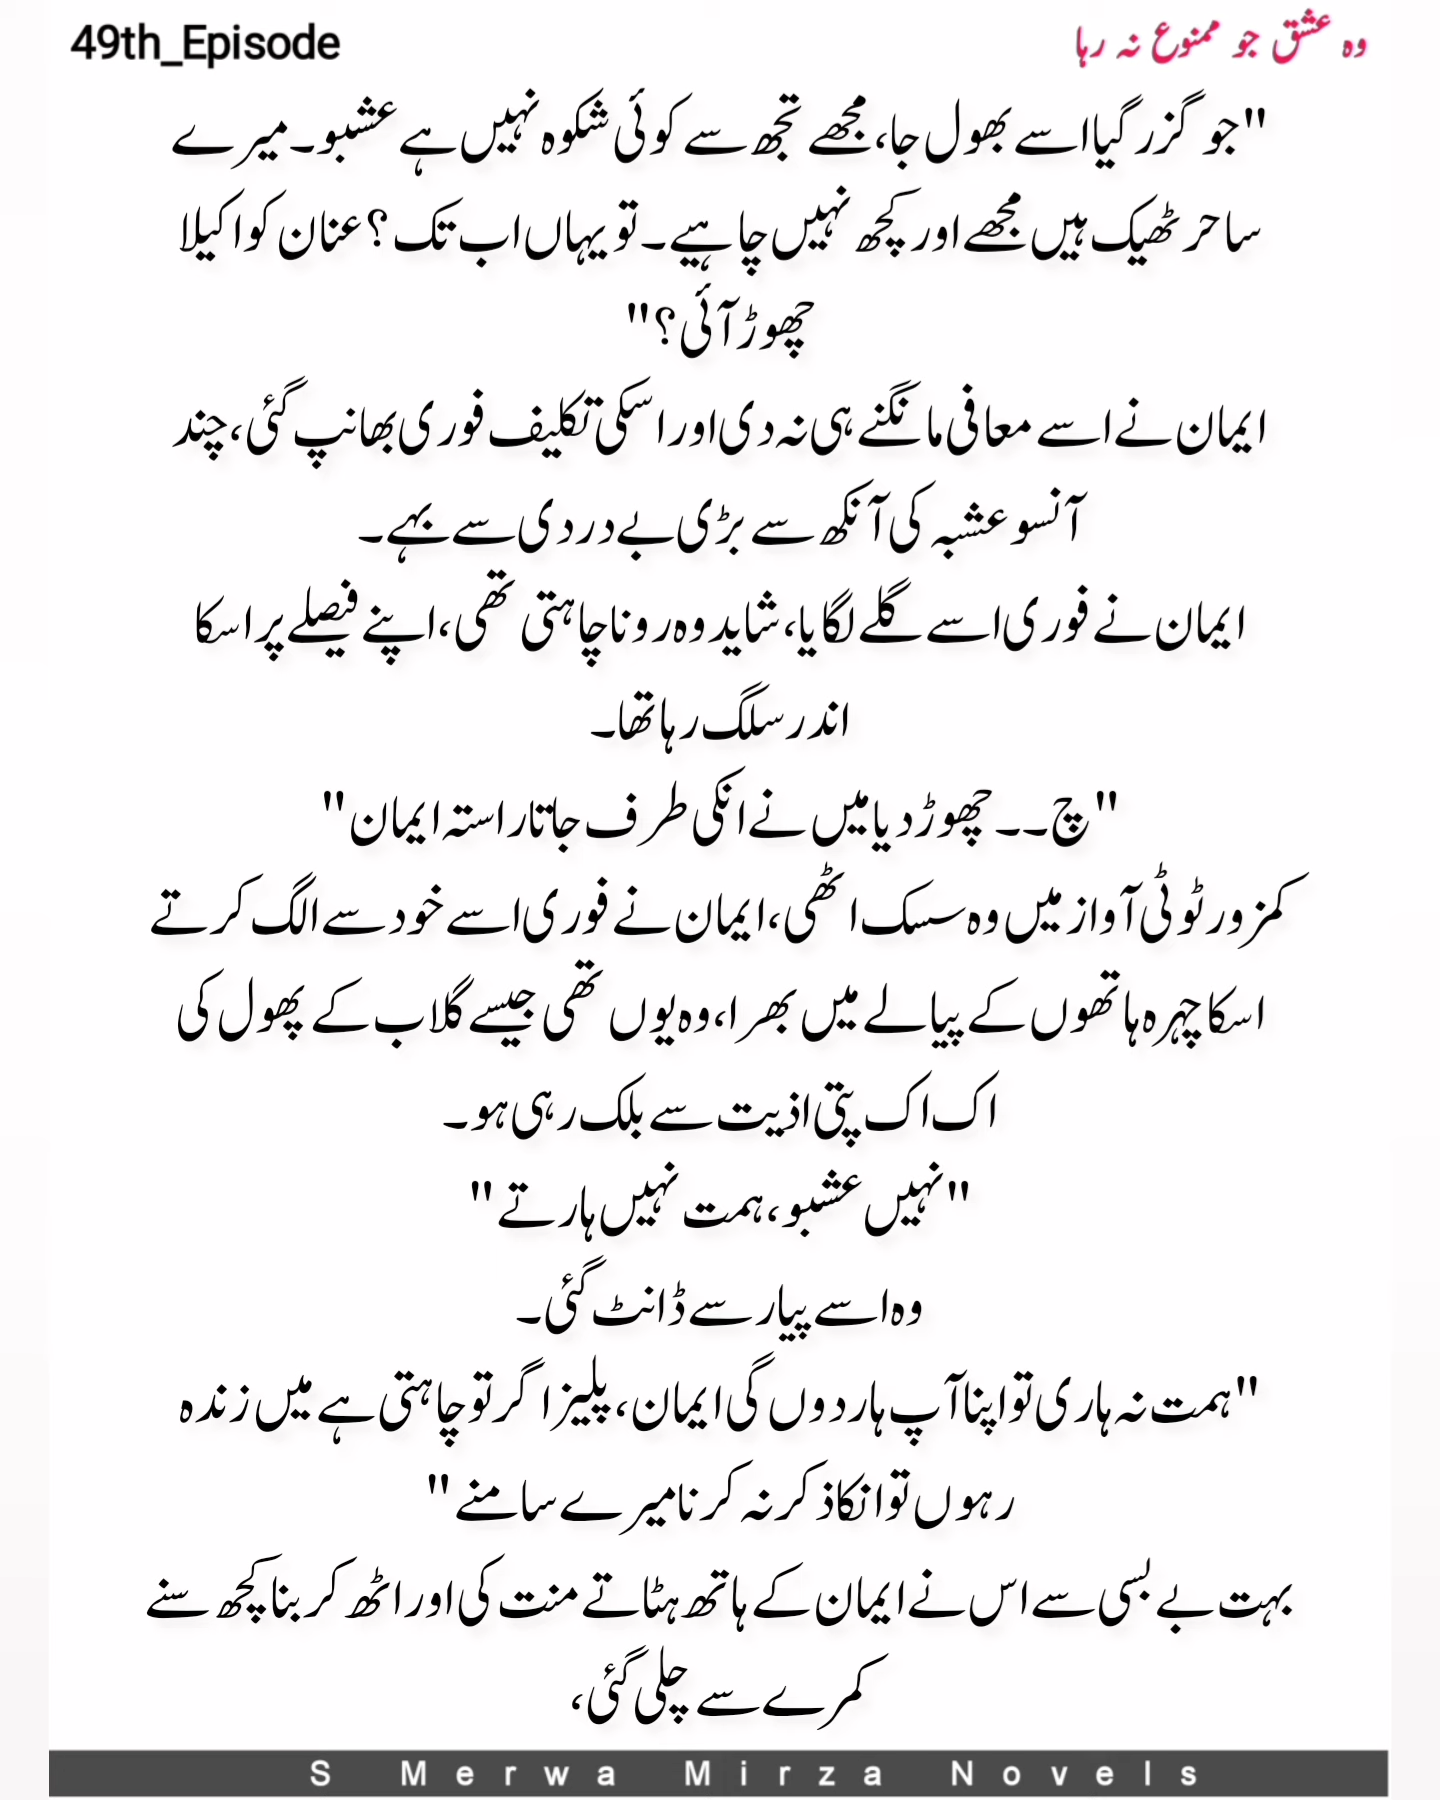 49th_Episode
وہ عشق جو ممنوع نہ رہا
"جو گزر گیا اسے بھول جا، مجھے تجھ سے کوئی شکوہ نہیں ہے عشبو۔ میرے
ساحر ٹھیک ہیں مجھے اور کچھ نہیں چاہیے۔ تو یہاں اب تک؟ عنان کو اکیلا
چھوڑ آئی؟"
ایمان نے اسے معافی مانگنے ہی نہ دی اور اسکی تکلیف فوری بھانپ گئی، چند
آنسو عشبہ کی آنکھ سے بڑی بے دردی سے بہے۔
ایمان نے فوری اسے گلے لگایا، شاید وہ رونا چاہتی تھی، اپنے فیصلے پر اسکا
اندر سلگ رہا تھا۔
"چ۔۔ چھوڑ دیا میں نے انکی طرف جاتا راستہ ایمان"
کمزور ٹوٹی آواز میں وہ سسک اٹھی، ایمان نے فوری اسے خود سے الگ کرتے
اسکا چہرہ ہاتھوں کے پیالے میں بھرا، وہ یوں تھی جیسے گلاب کے پھول کی
اک اک پتی اذیت سے بلک رہی ہو۔
"نہیں عشبو، ہمت نہیں ہارتے"
وہ اسے پیار سے ڈانٹ گئی۔
"ہمت نہ ہاری تو اپنا آپ ہار دوں گی ایمان، پلیز اگر تو چاہتی ہے میں زندہ
رہوں تو انکا ذکر نہ کرنا میرے سامنے"
بہت بے بسی سے اس نے ایمان کے ہاتھ ہٹاتے منت کی اور اٹھ کر بنا کچھ سنے
کمرے سے چلی گئی،
S Merwa Mirza Novels